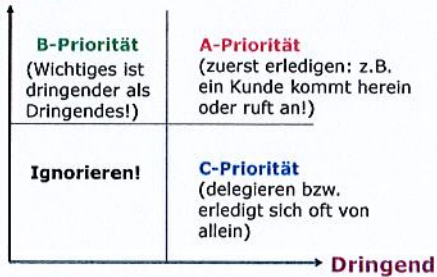 B-Priorität
(Wichtiges ist
dringender als
Dringendes!)
A-Priorität
(zuerst erledigen: z.B.
ein Kunde kommt herein
oder ruft an!)
Ignorieren!
C-Priorität
(delegieren bzw.
erledigt sich oft von
allein)
Dringend